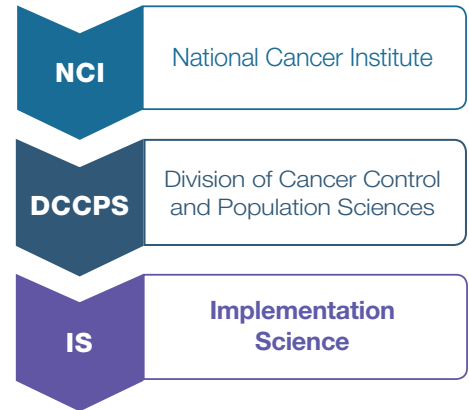 NCI
National Cancer Institute
DCCPS
Division of Cancer Control
and Population Sciences
IS
Implementation
Science